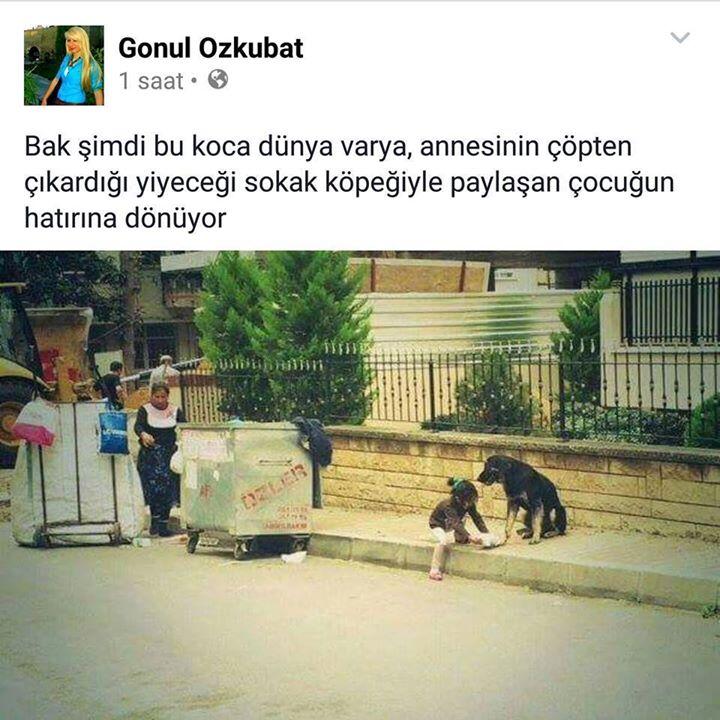 Gonul Ozkubat
1 saat
Bak şimdi bu koca dünya varya, annesinin çöpten
çıkardığı yiyeceği sokak köpeğiyle paylaşan çocuğun
hatırına dönüyor
ÖZLER